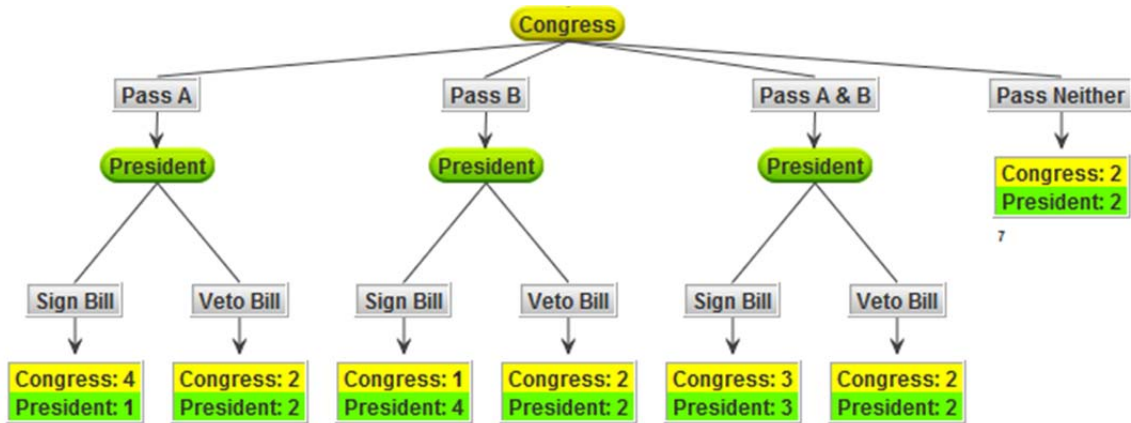 Congress
Pass A
Pass B
Pass A & B
Pass Neither
President
President
President
Congress: 2
President: 2
7
Sign Bill
Veto Bill
Sign Bill
Veto Bill
Sign Bill
Veto Bill
Congress: 4
President: 1
Congress: 2
President: 2
Congress: 1
President: 4
Congress: 2
President: 2
Congress: 3
President: 3
Congress: 2
President: 2